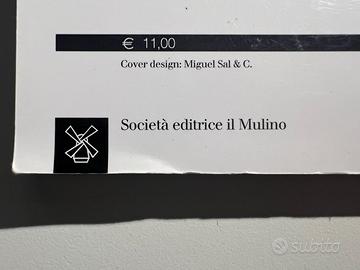 € 11,00
Cover design: Miguel Sal & C.
Società editrice il Mulino
subito